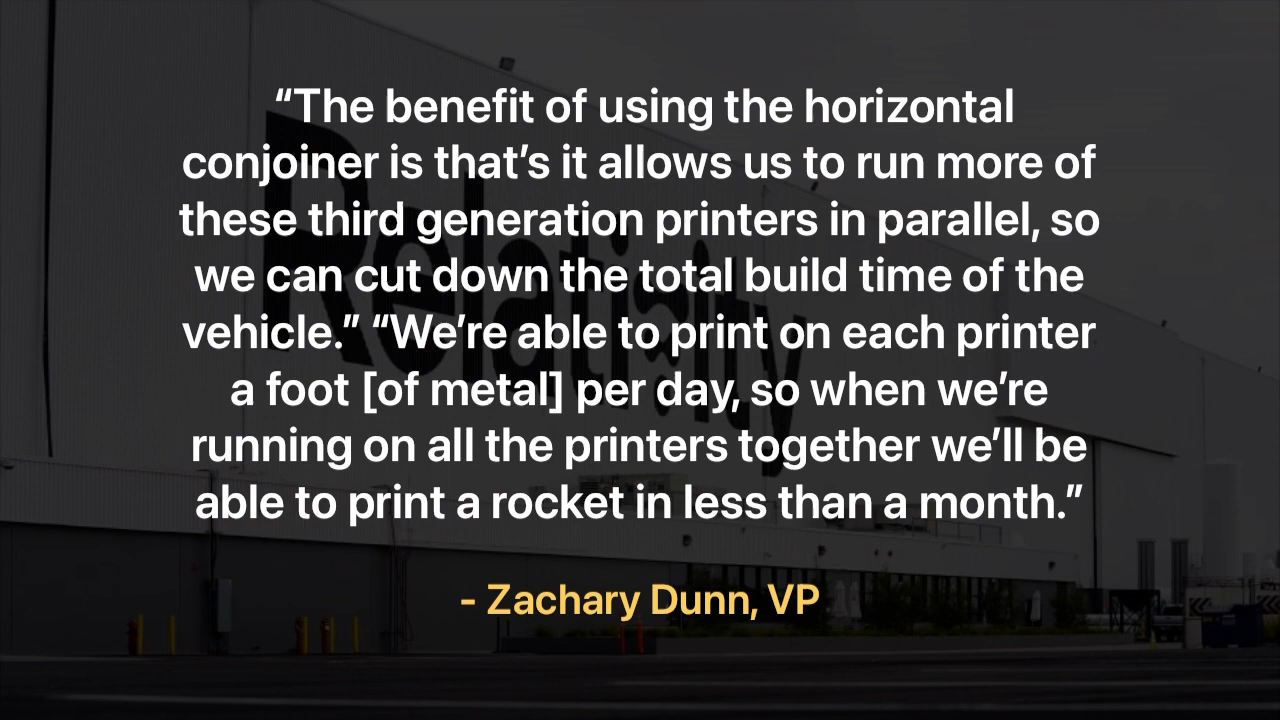 “The benefit of using the horizontal
conjoiner is that’s it allows us to run more of
these third generation printers in parallel, so
we can cut down the total build time of the
vehicle.” “We’re able to print on each printer
a foot [of metal] per day, so when we’re
running on all the printers together we’ll be
able to print a rocket in less than a month.”
- Zachary Dunn, VP
Relativity